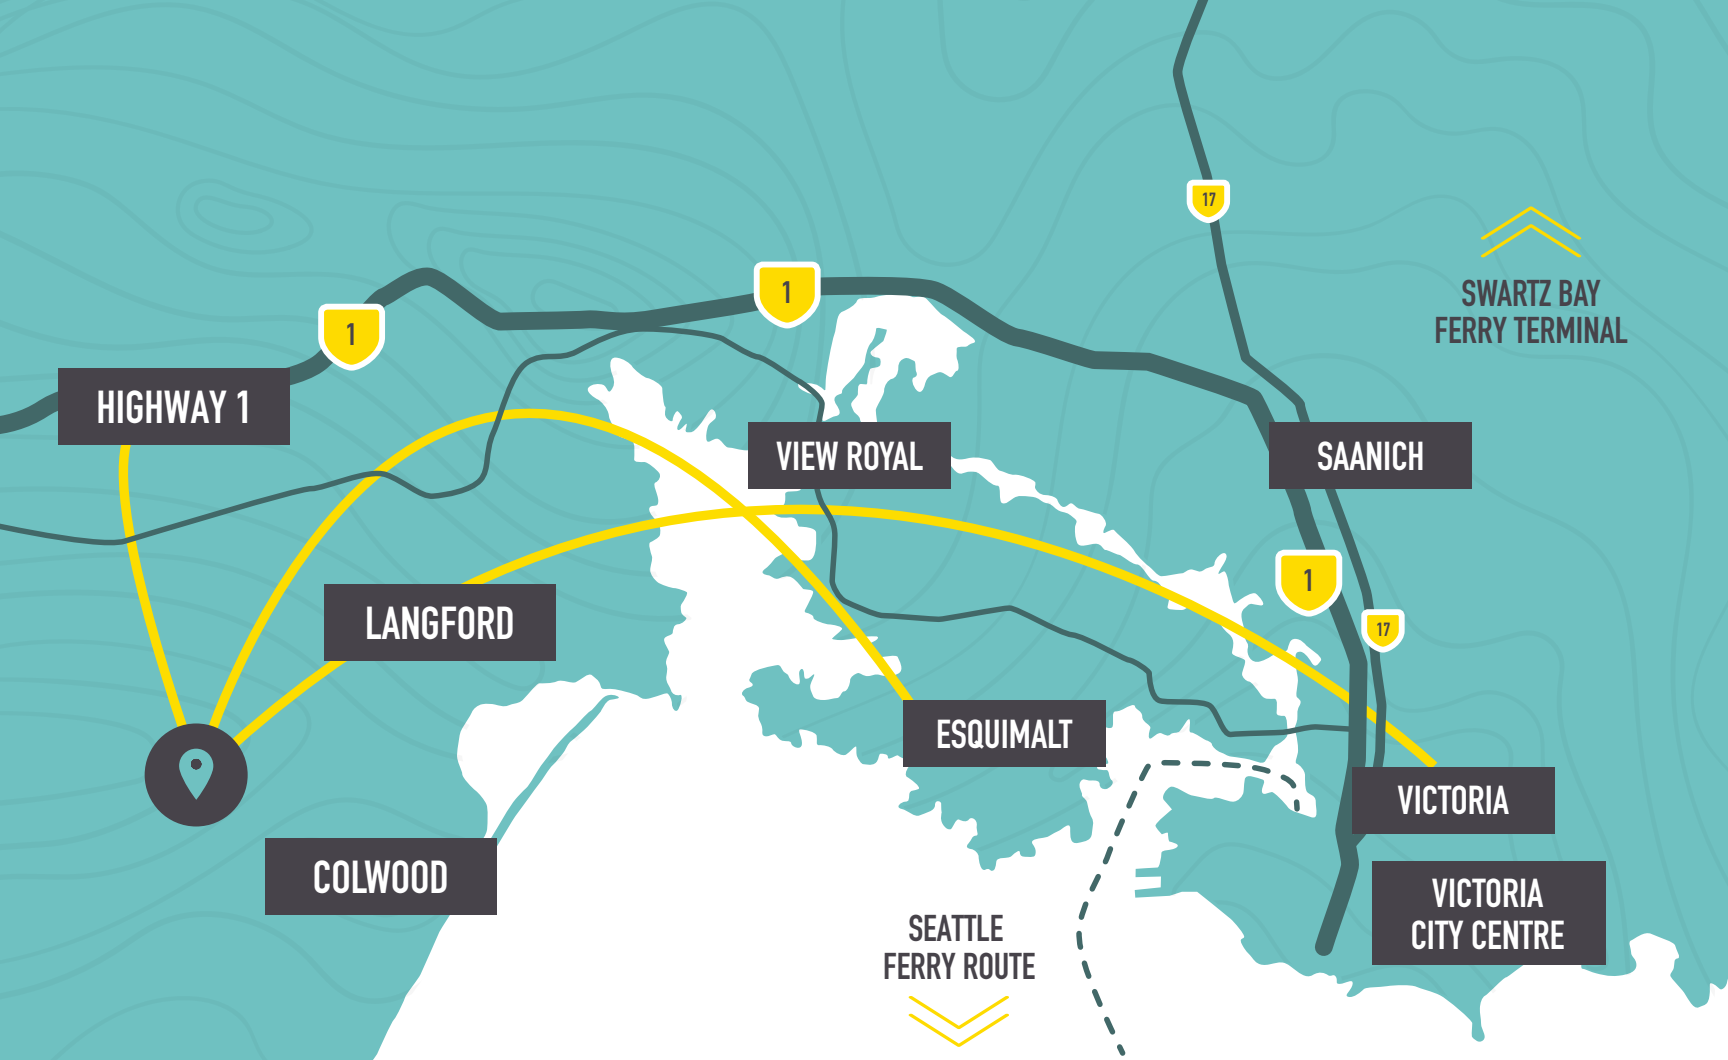 17
1
1
SWARTZ BAY
FERRY TERMINAL
HIGHWAY 1
VIEW ROYAL
SAANICH
1
LANGFORD
17
ESQUIMALT
VICTORIA
COLWOOD
VICTORIA
CITY CENTRE
SEATTLE
FERRY ROUTE